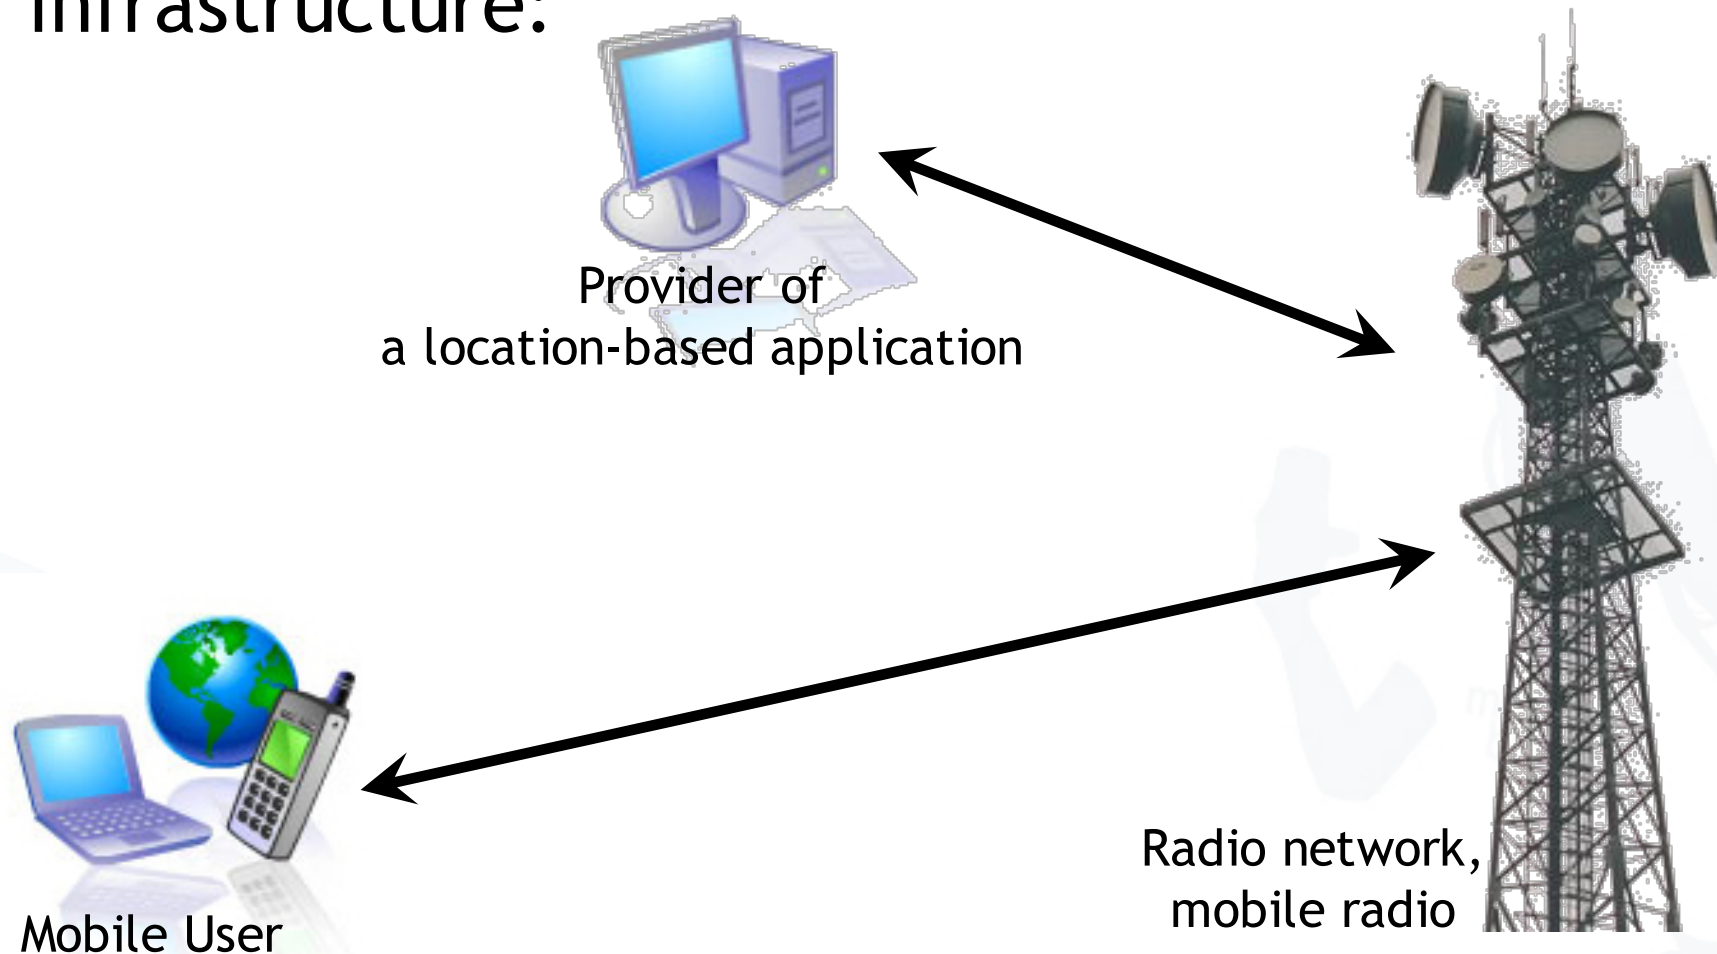 infrastructure:
Provider of
a location-based application
Radio network,
mobile radio
Mobile User